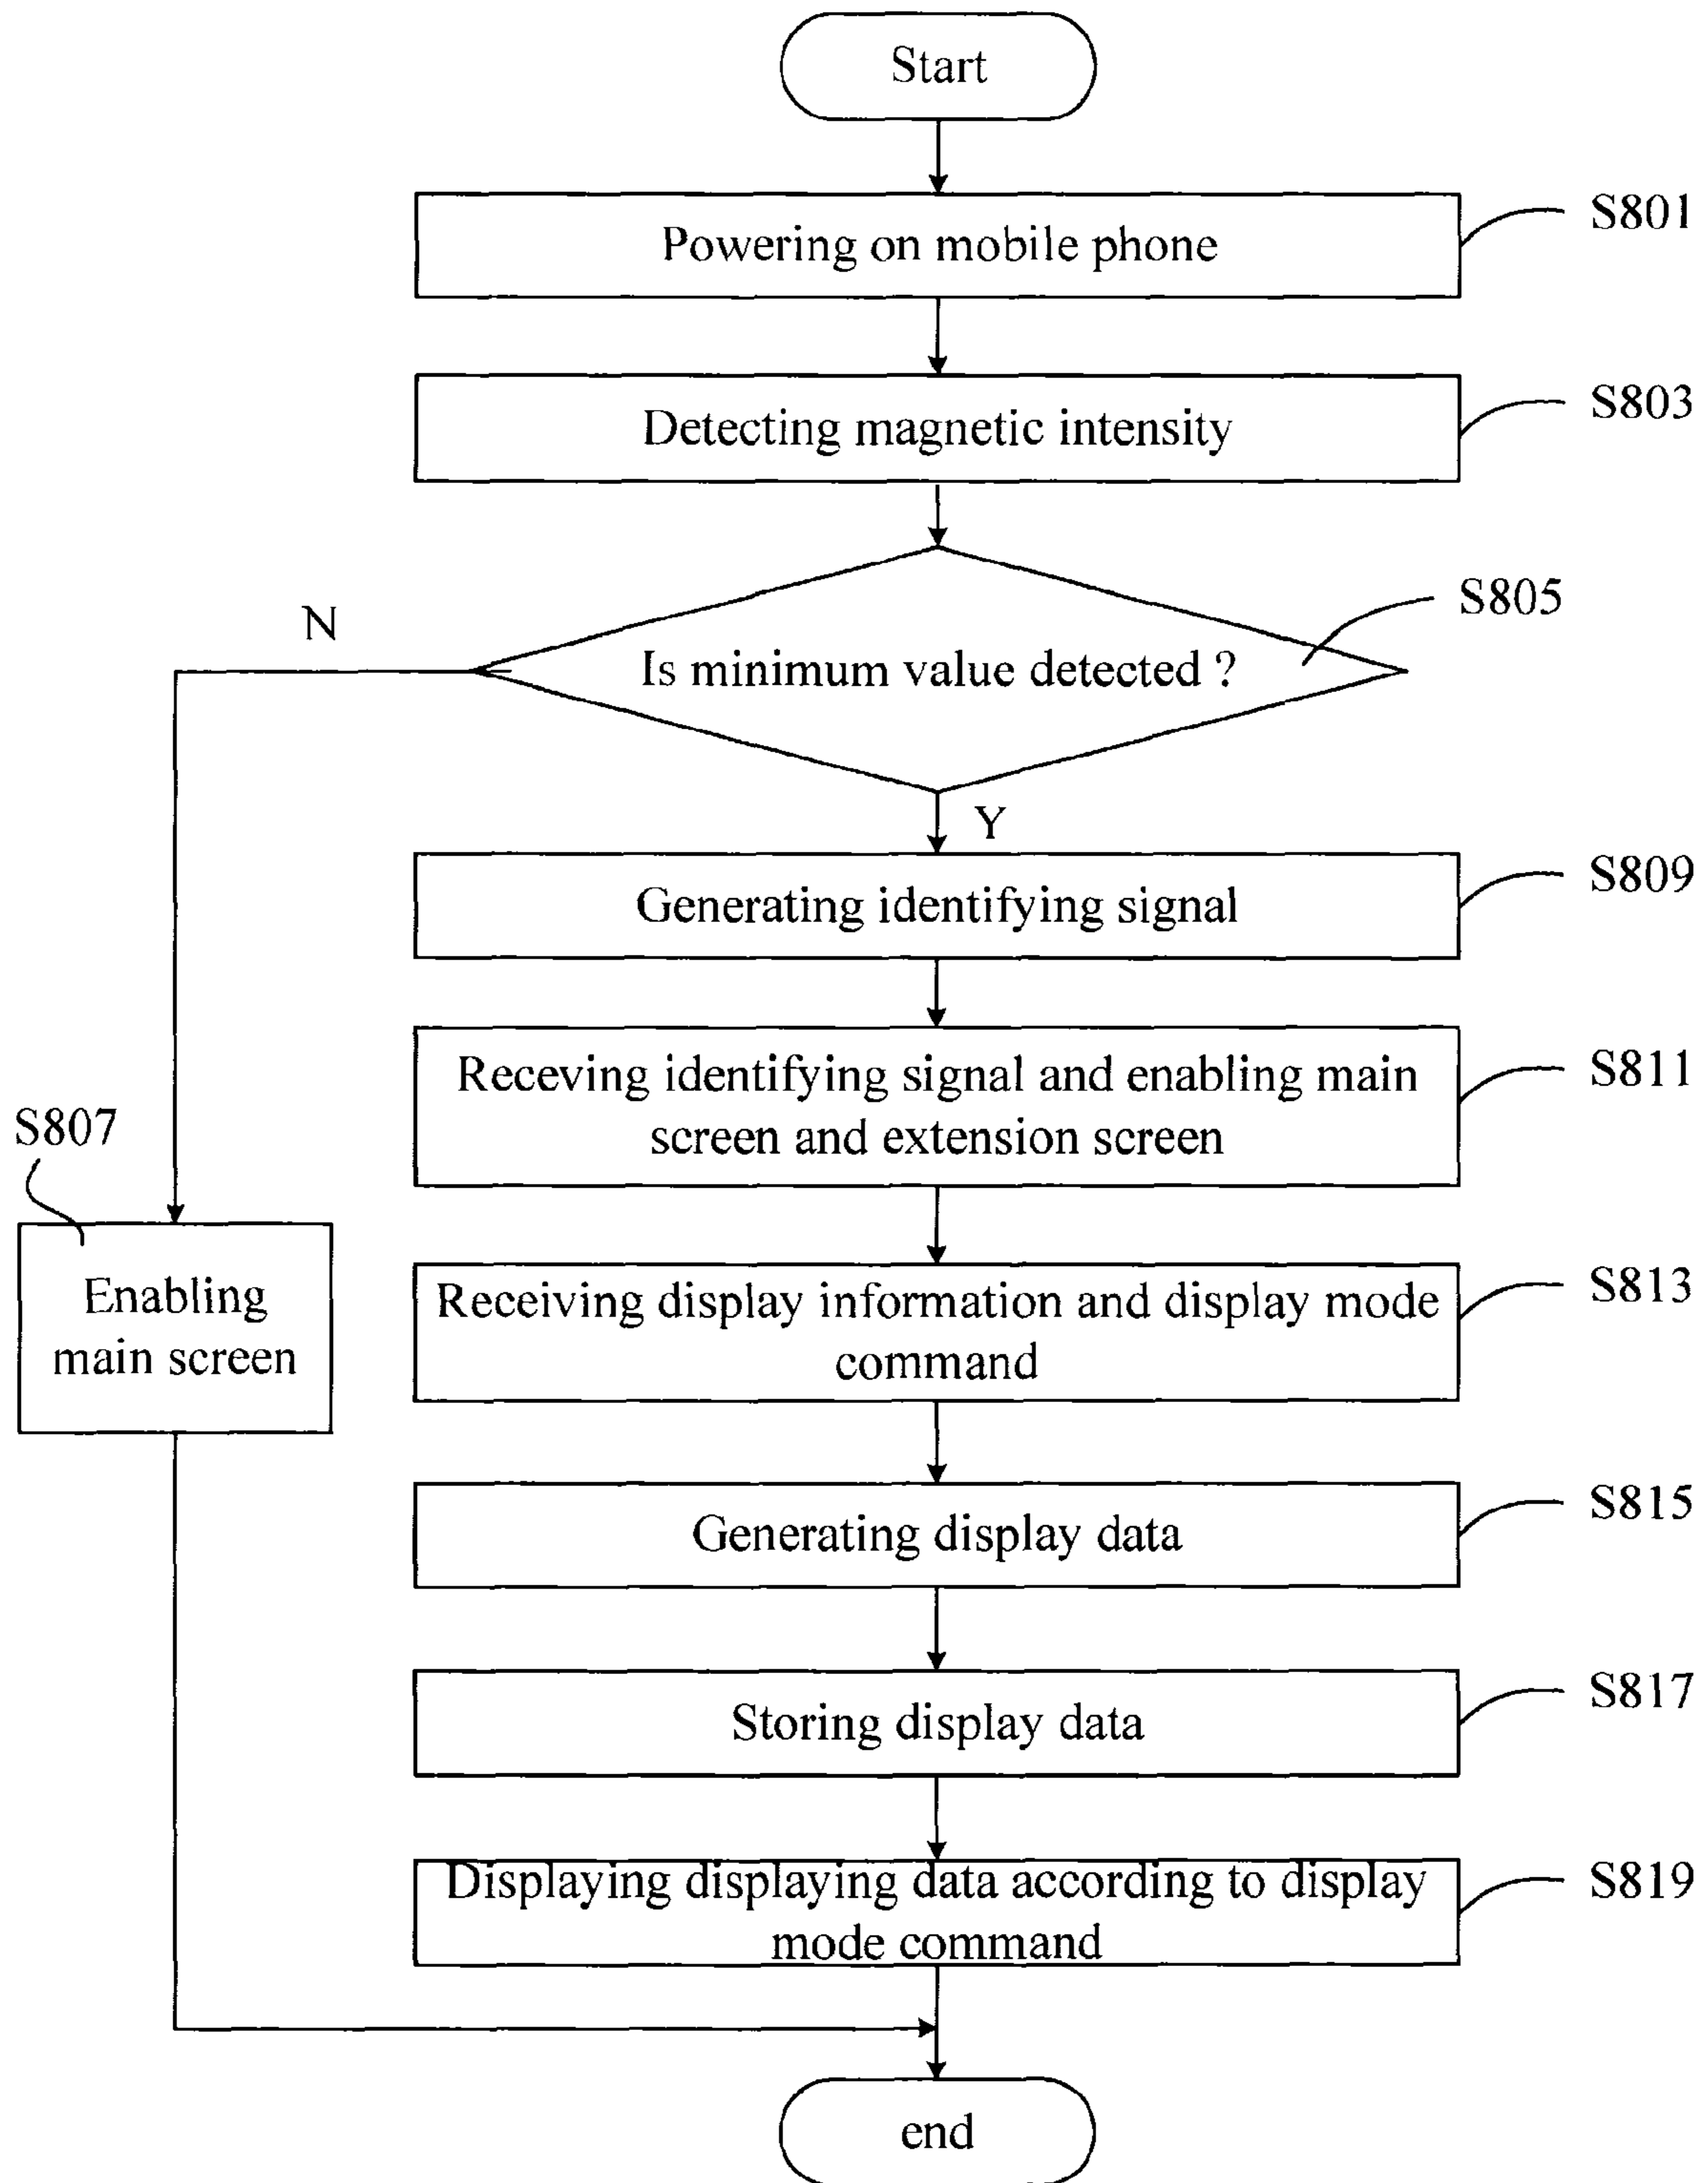 Start
Powering on mobile phone
S801
Detecting magnetic intensity
S803
Is minimum value detected ?
S805
N
Y
Generating identifying signal
S809
Receving identifying signal and enabling main
screen and extension screen
S811
S807
Enabling
main screen
Receiving display information and display mode
command
S813
Generating display data
S815
Storing display data
S817
Displaying displaying data according to display
mode command
S819
end